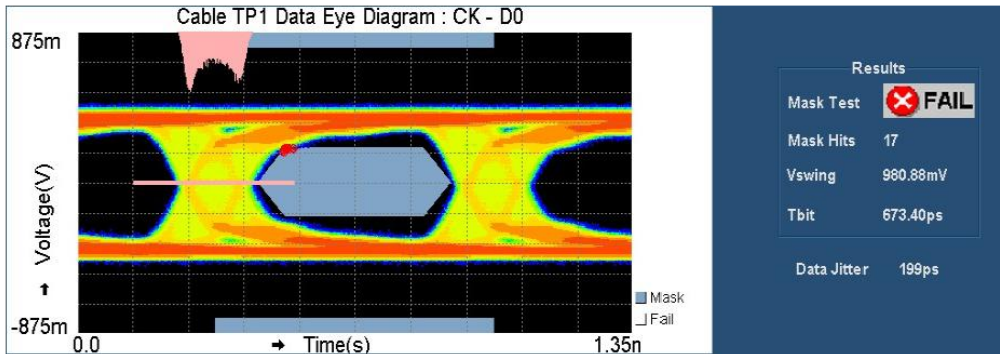 Cable TP1 Data Eye Diagram : CK - D0
875m
Voltage(V)
-875m
0.0
Time(s)
1.35n
Mask
Fail
Results
Mask Test
FAIL
Mask Hits 17
Vswing 980.88mV
Tbit 673.40ps
Data Jitter 199ps